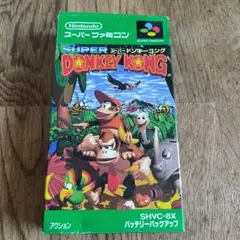 Nintendo
スーパーファミコン
SUPER
スーパードンキーコング
DONKEY KONG
アクション
SHVC-8X
バッテリーバックアップ